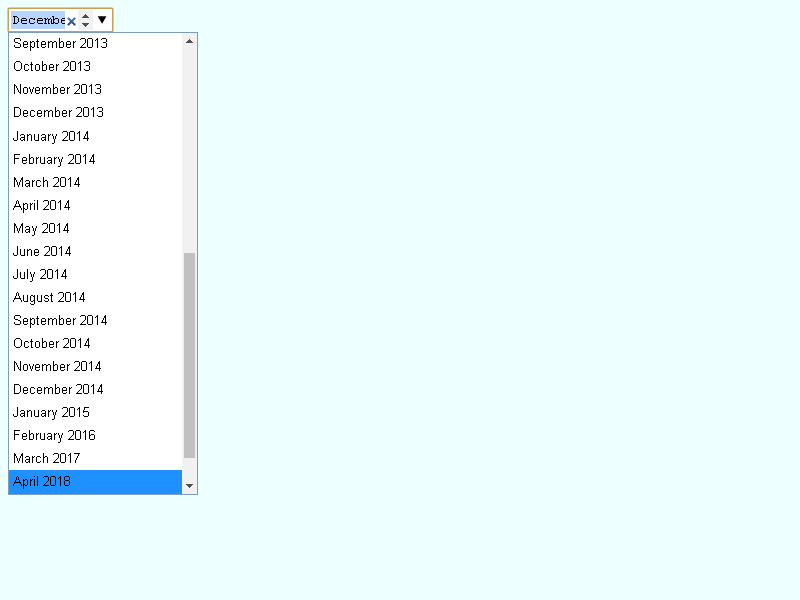 Decembe
September 2013
October 2013
November 2013
December 2013
January 2014
February 2014
March 2014
April 2014
May 2014
June 2014
July 2014
August 2014
September 2014
October 2014
November 2014
December 2014
January 2015
February 2016
March 2017
April 2018